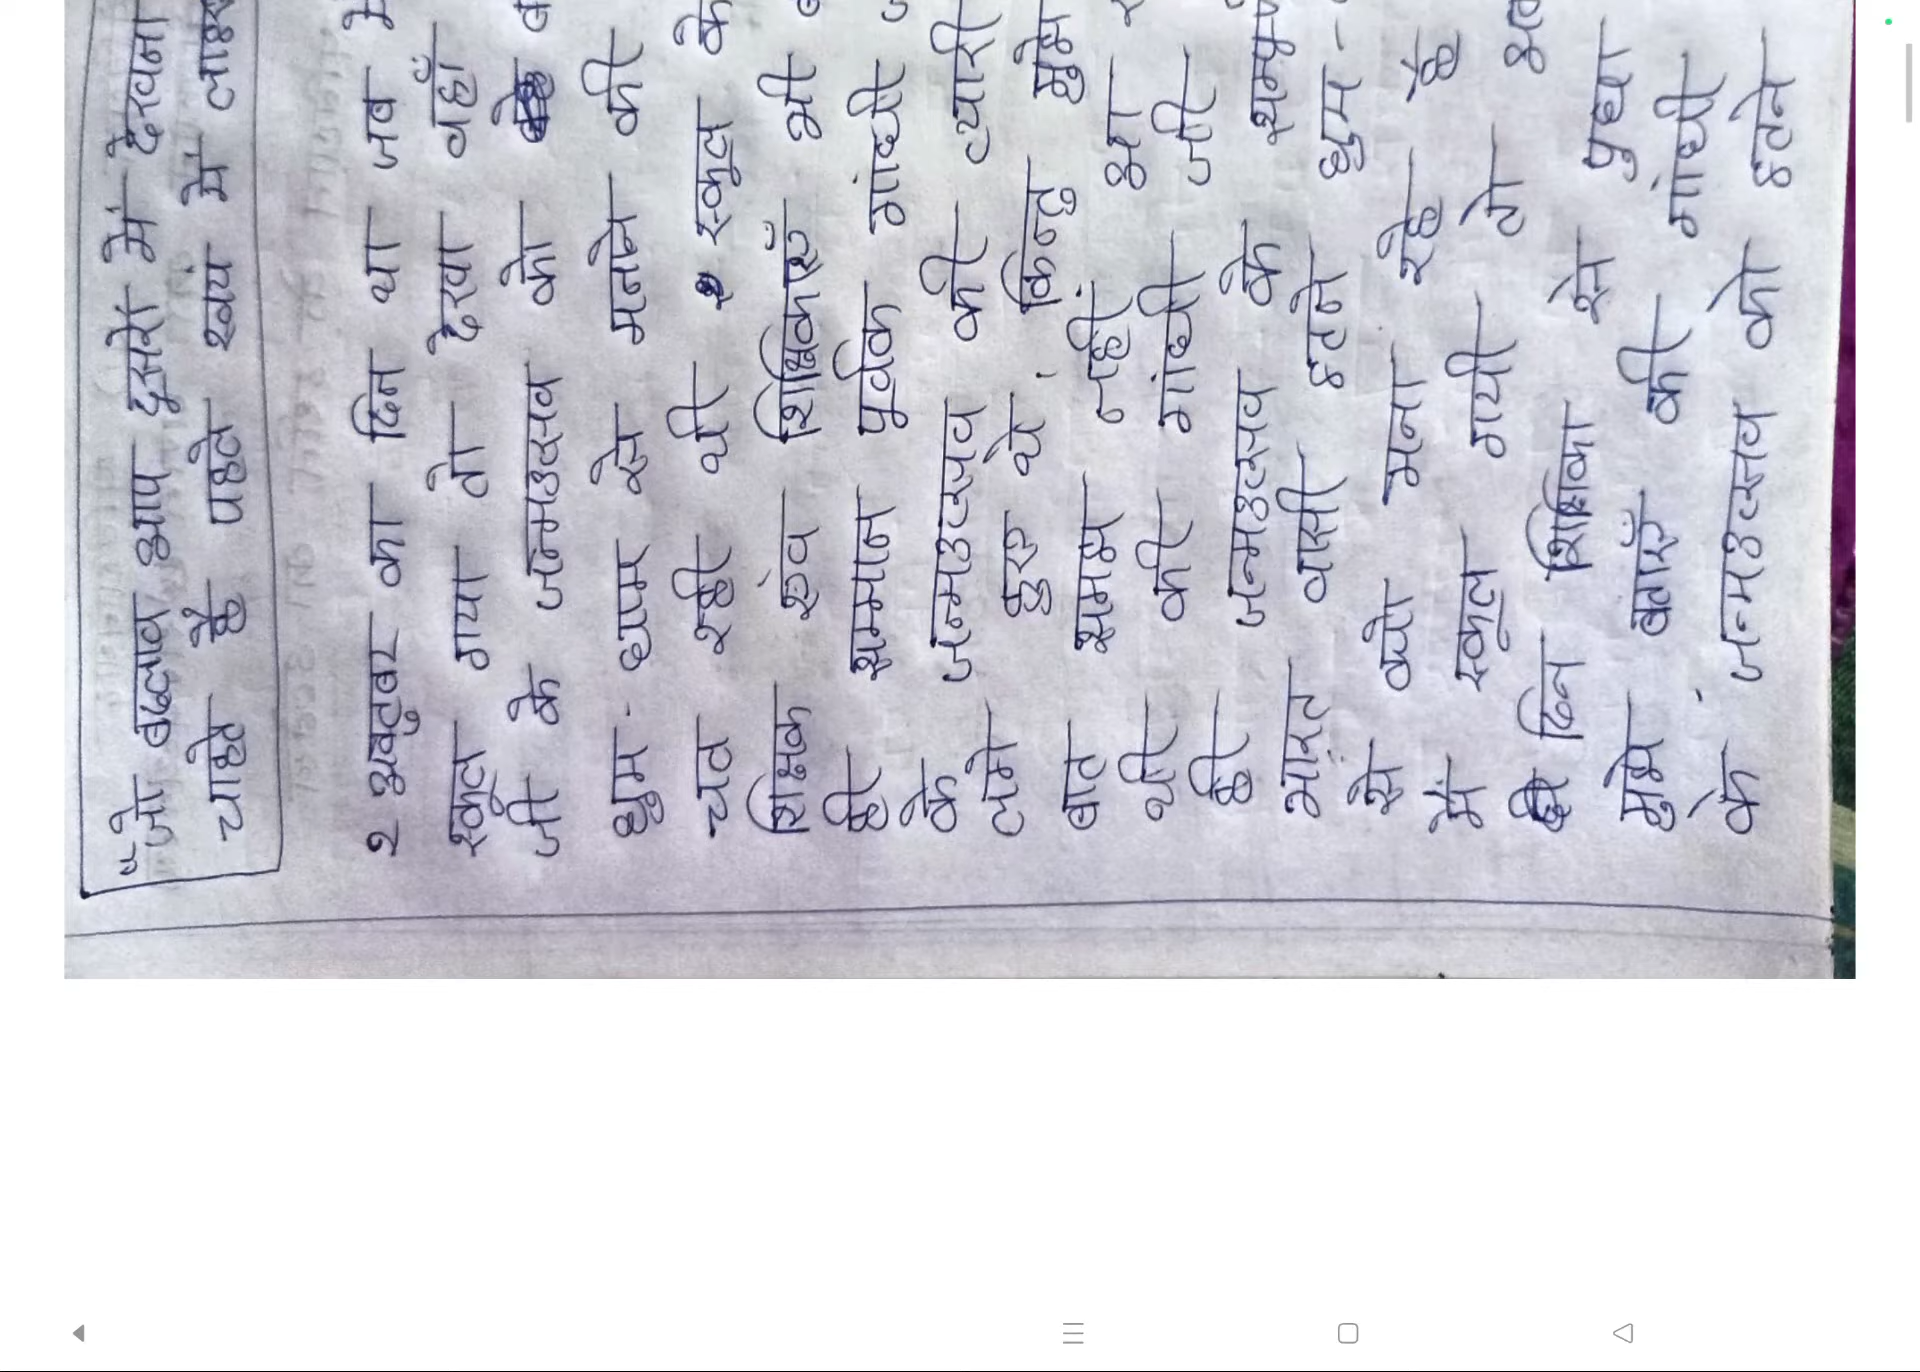 "जो बदलाव आप दुसरों में देखना
चाहते हैं पहले स्वयं में लाइए
2 अक्तुबर का दिन था जब
स्कूल गया तो देखा वहाँ
जी के जन्मउत्सव को
धुम-धाम से मनाने की
चल रही थी स्कूल के
शिक्षक एंव शिक्षिकाएँ भी
ही सम्मान पुर्वक गांधी
के जन्मउत्सव की त्यारी
लगे हुए थे. किन्तु मुझे
बात समझ नहीं आ
थी की गांधी जी
ही जन्मउत्सव के सम्पुर्ण
भारत वासी इतने धुम-
से क्यो मना रहे है
में स्कूल गयी तो
दिन शिक्षिका से पुछा
मुझे बताएँ की गांधी
के जन्मउत्सव को इतने